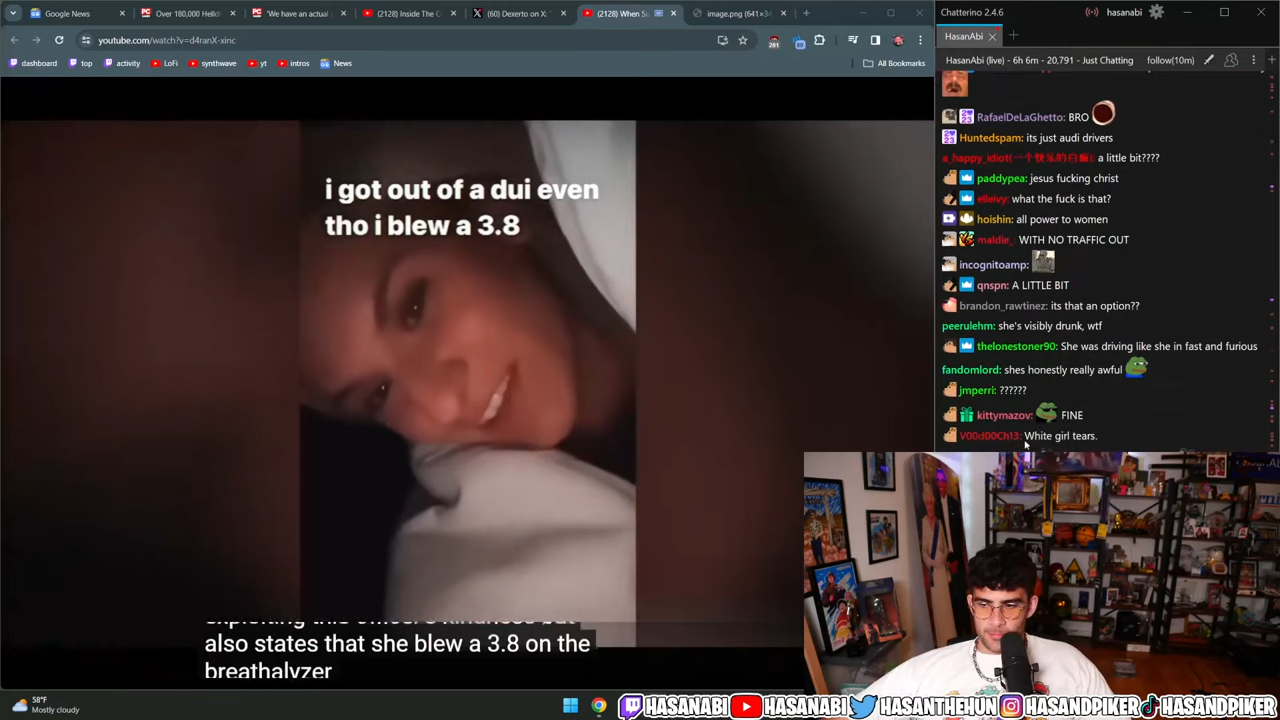 Google News
Over 180,000 Helldi
"We have an actual
(2128) Inside The C
(60) Dexerto on X: "
(2128) When Su
image.png (641×34
youtube.com/watch?v=d4ranX-xinc
281
dashboard
top
activity
LoFi
synthwave
yt
intros
News
All Bookmarks
i got out of a dui even
tho i blew a 3.8
also states that she blew a 3.8 on the
breathalyzer
Chatterino 2.4.6
hasanabi
HasanAbi
HasanAbi (live) - 6h 6m - 20,791 - Just Chatting
follow(10m)
RafaelDeLaGhetto: BRO
Huntedspam: its just audi drivers
a little bit????
paddypea: jesus fucking christ
elleivy: what the fuck is that?
hoishin: all power to women
maldie_: WITH NO TRAFFIC OUT
incognitoamp:
qnspn: A LITTLE BIT
brandon_rawtinez: its that an option??
peerulehm: she's visibly drunk, wtf
thelonestoner90: She was driving like she in fast and furious
fandomlord: shes honestly really awful
jmperri: ??????
kittymazov: FINE
V00d00Ch13: White girl tears.
58°F
Mostly cloudy
HASANABI
HASANABI
HASANTHEHUN
HASANDPIKER
HASANDPIKER